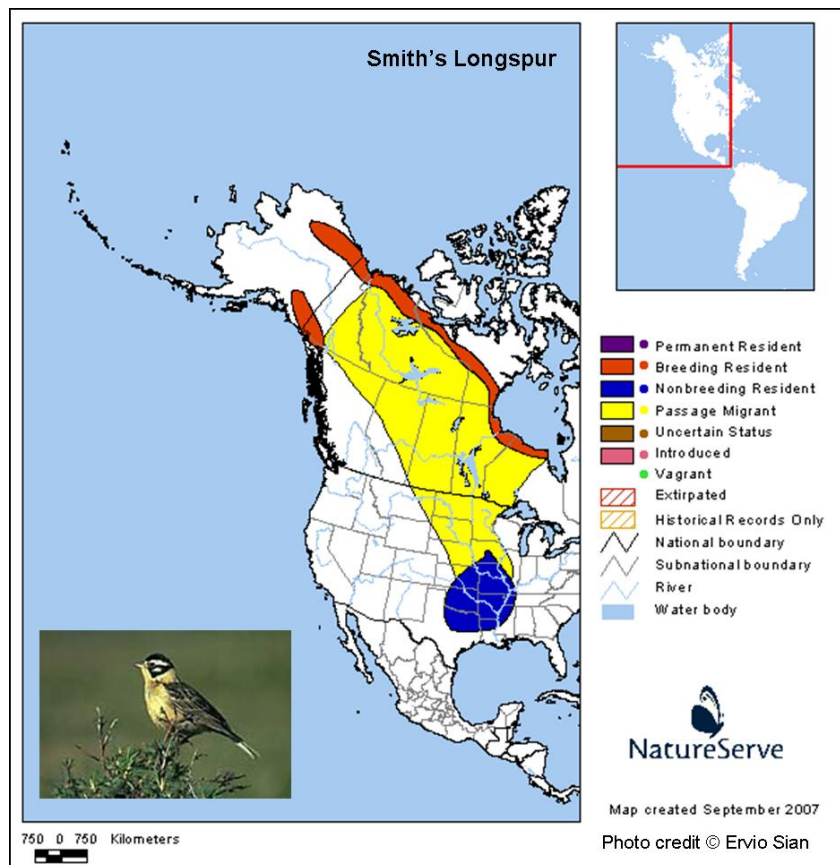 Smith's Longspur
Permanent Resident
Breeding Resident
Nonbreeding Resident
Passage Migrant
Uncertain Status
Introduced
Vagrant
Extirpated
Historical Records Only
National boundary
Subnational boundary
River
Water body
NatureServe
Map created September 2007
750 0 750 Kilometers
Photo credit © Ervio Sian